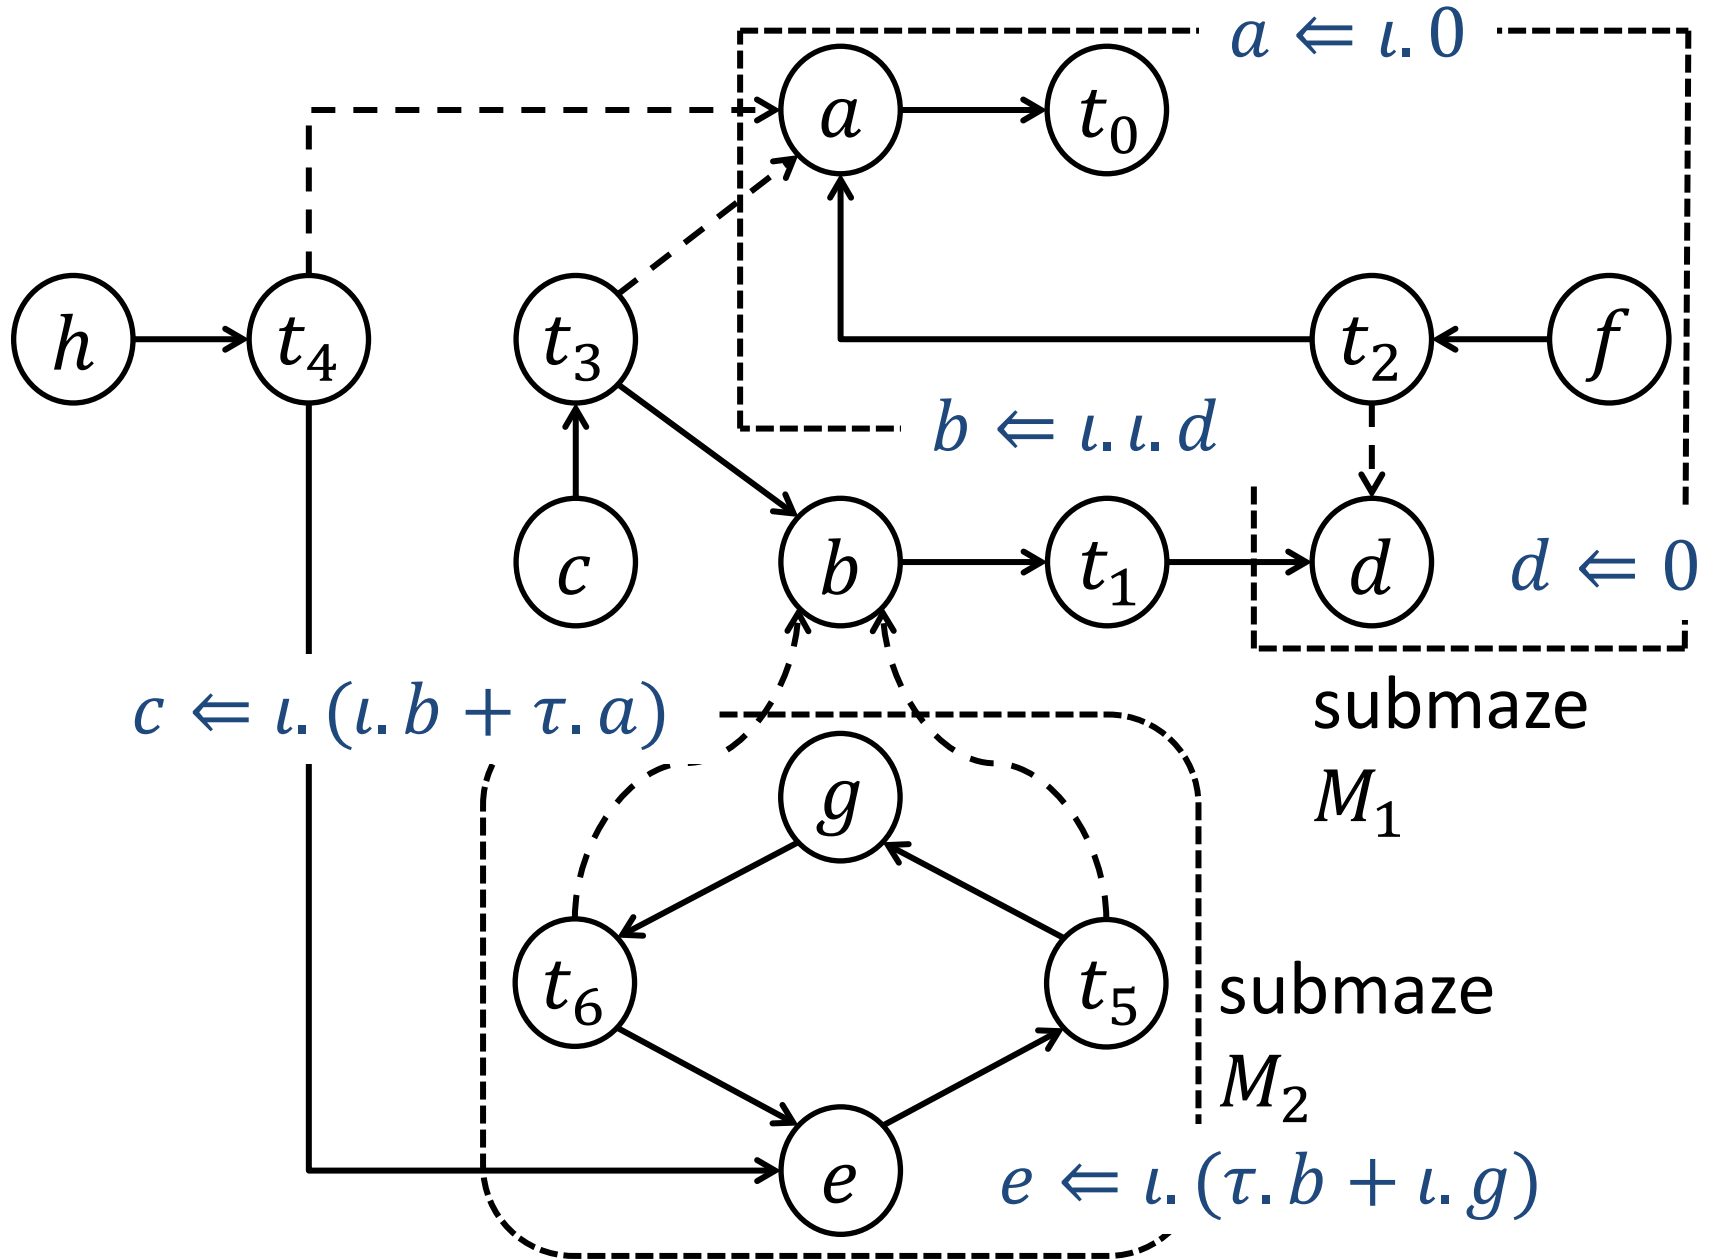 a ⇐ ι. 0
a
t₀
h
t₄
t₃
t₂
f
b ⇐ ι. ι. d
c
b
t₁
d
d ⇐ 0
c ⇐ ι. (ι. b + τ. a)
submaze
M₁
g
t₆
t₅
submaze
M₂
e
e ⇐ ι. (τ. b + ι. g)